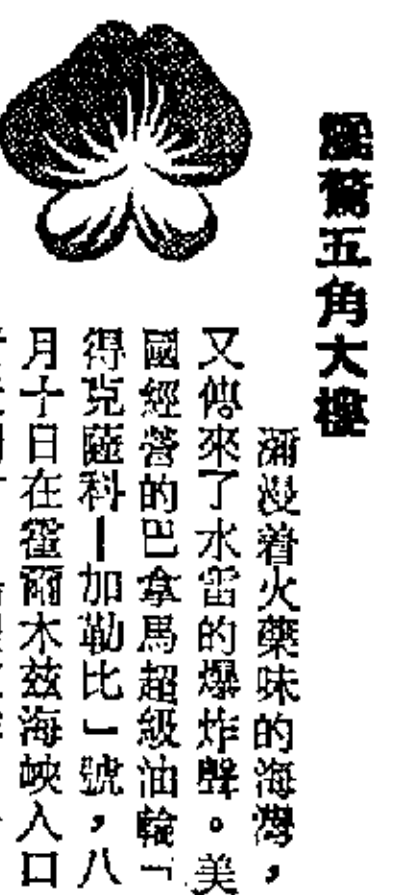 震驚五角大樓
瀰漫着火藥味的海灣，
又傳來了水雷的爆炸聲。美
國經營的巴拿馬超級油輪「
得克薩科—加勒比」號，八
月十日在霍爾木茲海峽入口